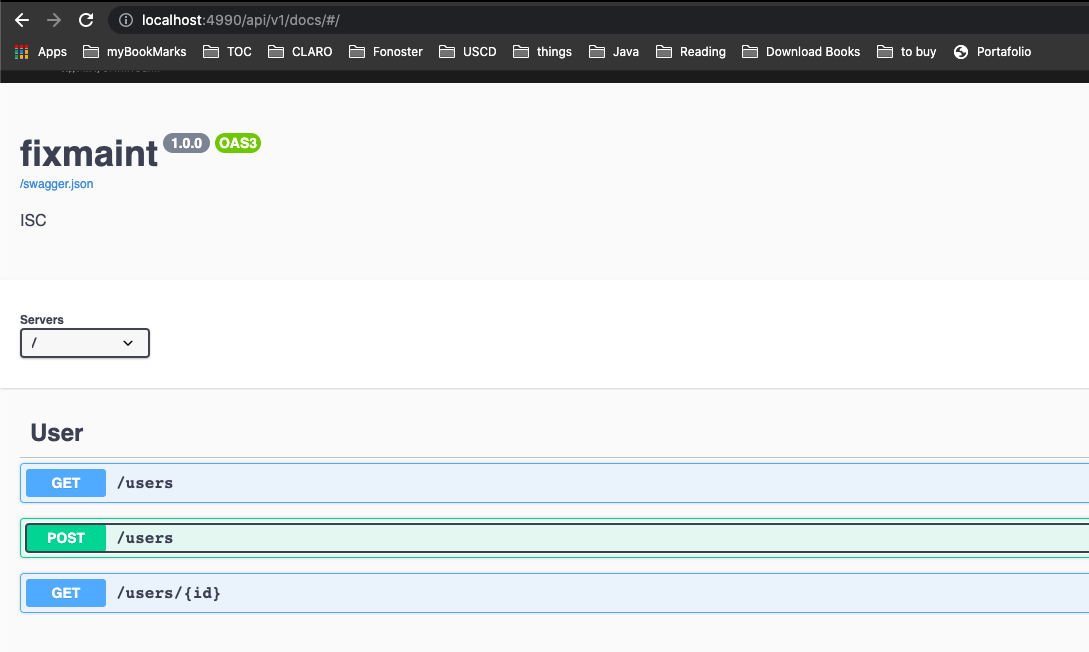 localhost:4990/api/v1/docs/#/
Apps myBookMarks TOC CLARO Fonoster USCD things Java Reading Download Books to buy Portafolio
fixmaint 1.0.0 OAS3
/swagger.json
ISC
Servers
/
User
GET /users
POST /users
GET /users/{id}